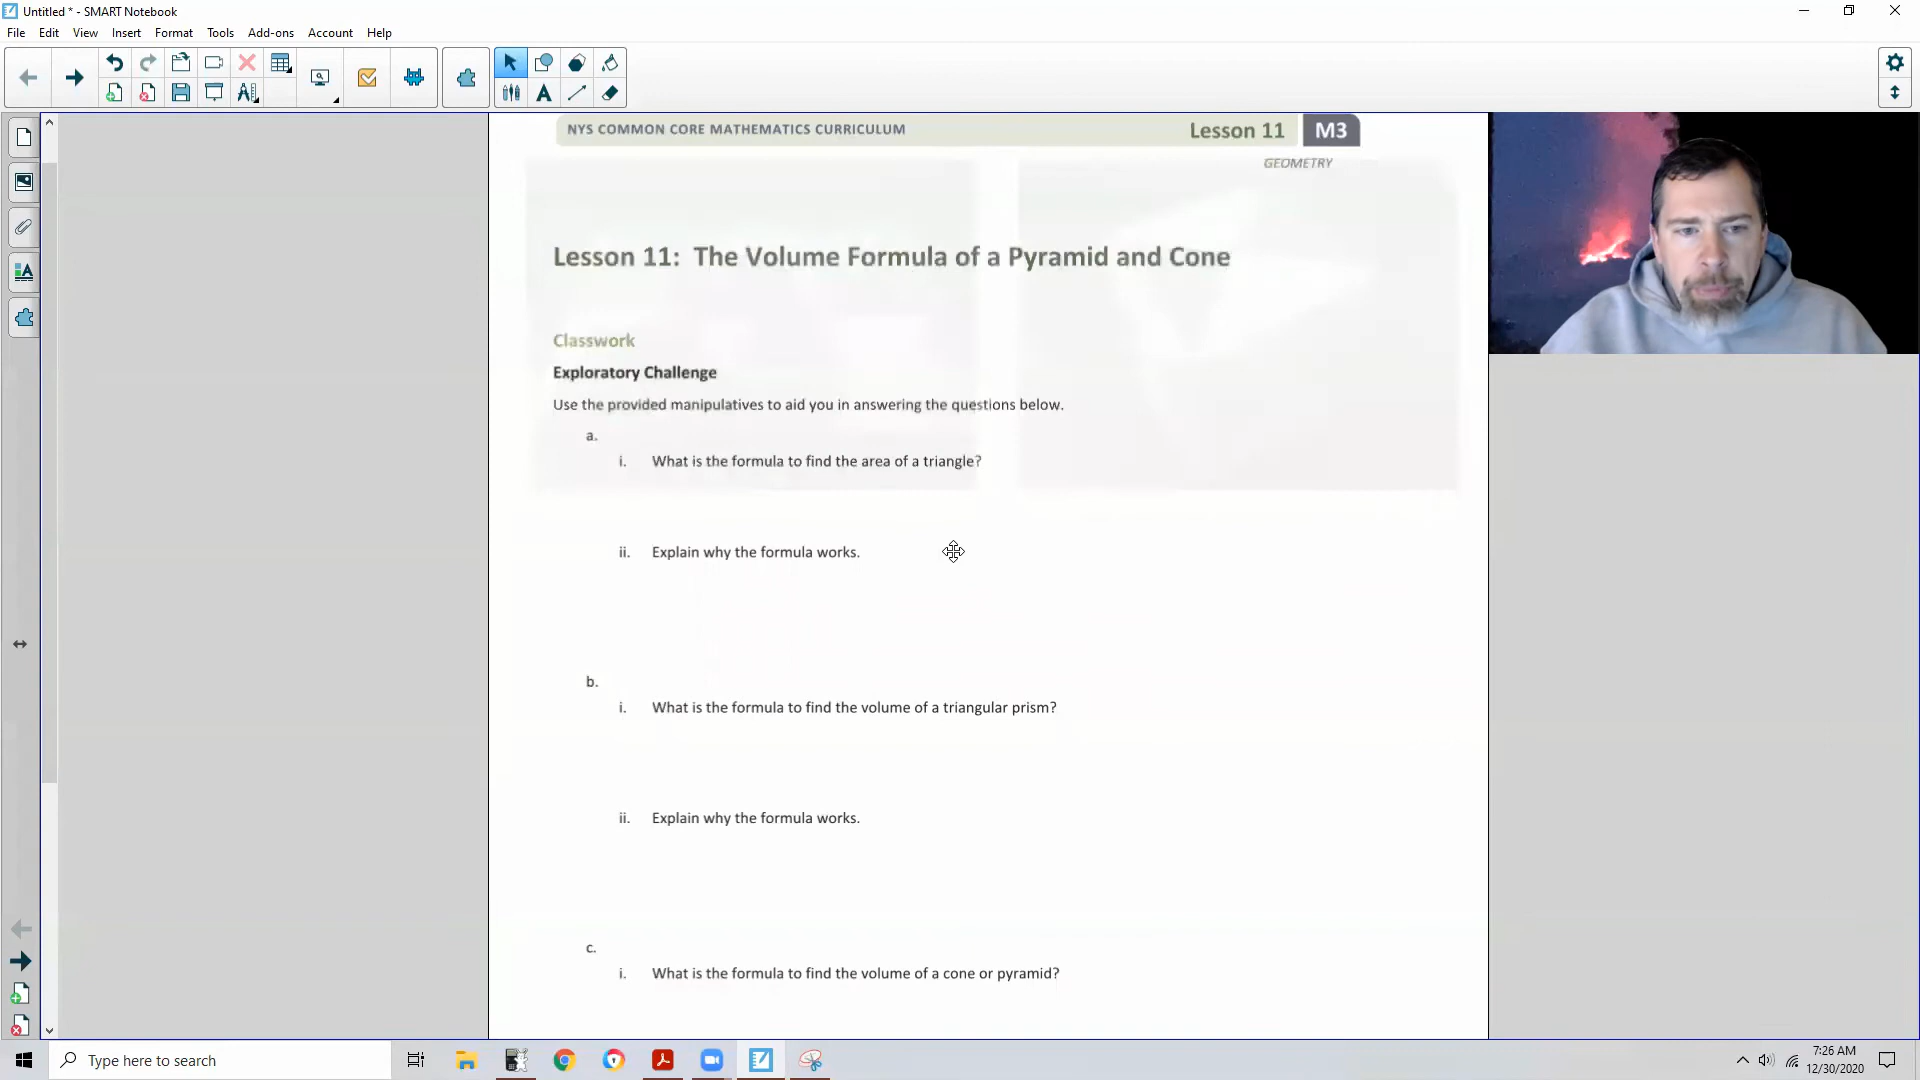 Untitled * - SMART Notebook
File Edit View Insert Format Tools Add-ons Account Help
NYS COMMON CORE MATHEMATICS CURRICULUM
Lesson 11
M3
GEOMETRY
Lesson 11: The Volume Formula of a Pyramid and Cone
Classwork
Exploratory Challenge
Use the provided manipulatives to aid you in answering the questions below.
a.
i. What is the formula to find the area of a triangle?
ii. Explain why the formula works.
b.
i. What is the formula to find the volume of a triangular prism?
ii. Explain why the formula works.
c.
i. What is the formula to find the volume of a cone or pyramid?
Type here to search
7:26 AM
12/30/2020